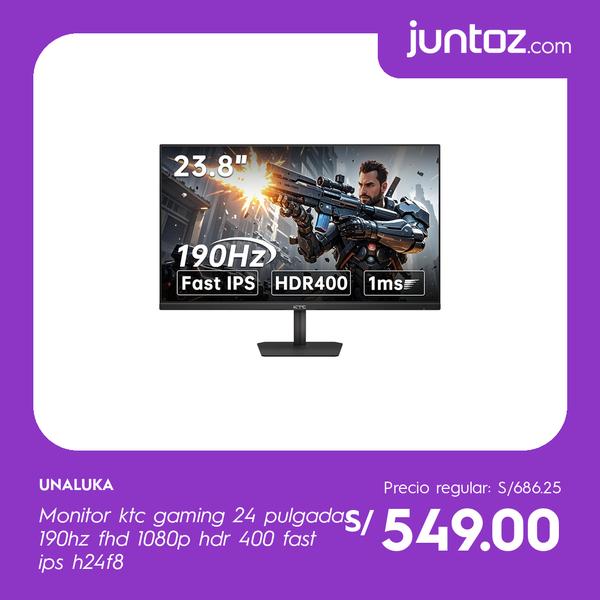 juntoz.com
23.8"
190Hz
Fast IPS HDR400 1ms
KTC
UNALUKA
Precio regular: S/686.25
Monitor ktc gaming 24 pulgadas
190hz fhd 1080p hdr 400 fast
ips h24f8
S/ 549.00